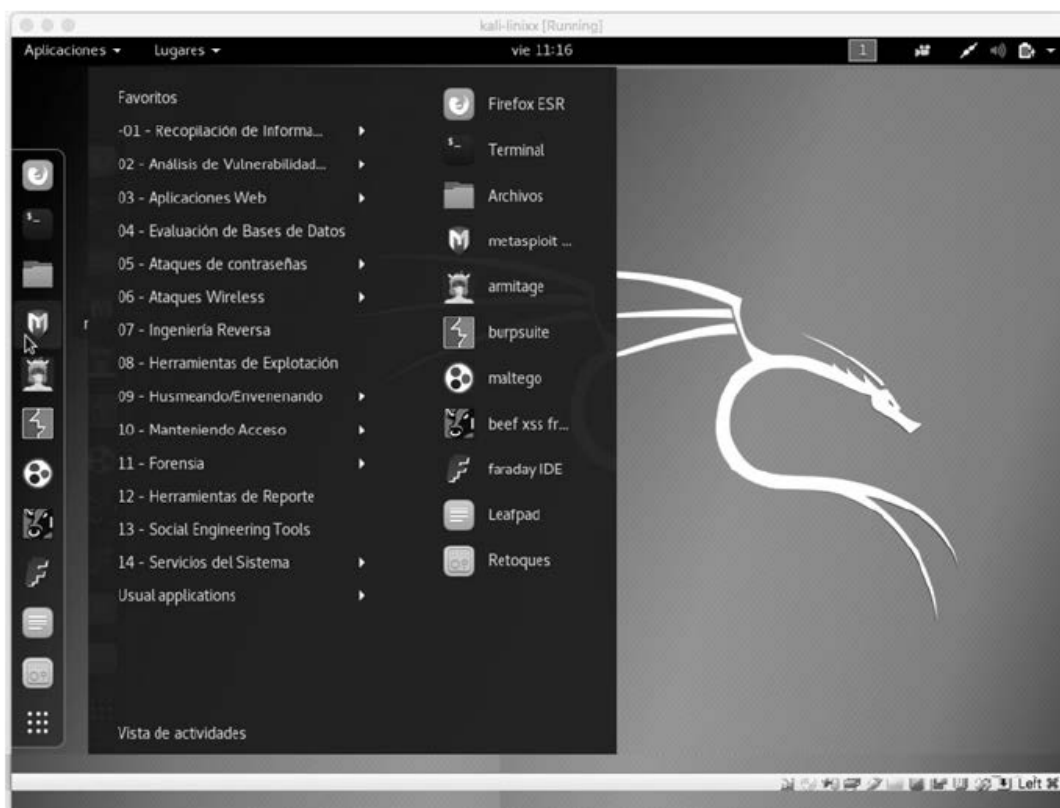 kali-linixx [Running]
Aplicaciones Lugares vie 11:16 1
Favoritos
-01 - Recopilación de Informa...
02 - Análisis de Vulnerabilidad...
03 - Aplicaciones Web
04 - Evaluación de Bases de Datos
05 - Ataques de contraseñas
06 - Ataques Wireless
07 - Ingeniería Reversa
08 - Herramientas de Explotación
09 - Husmeando/Envenenando
10 - Manteniendo Acceso
11 - Forensia
12 - Herramientas de Reporte
13 - Social Engineering Tools
14 - Servicios del Sistema
Usual applications
Vista de actividades
Firefox ESR
Terminal
Archivos
metasploit ...
armitage
burpsuite
maltego
beef xss fr...
faraday IDE
Leafpad
Retoques
Left ⌘